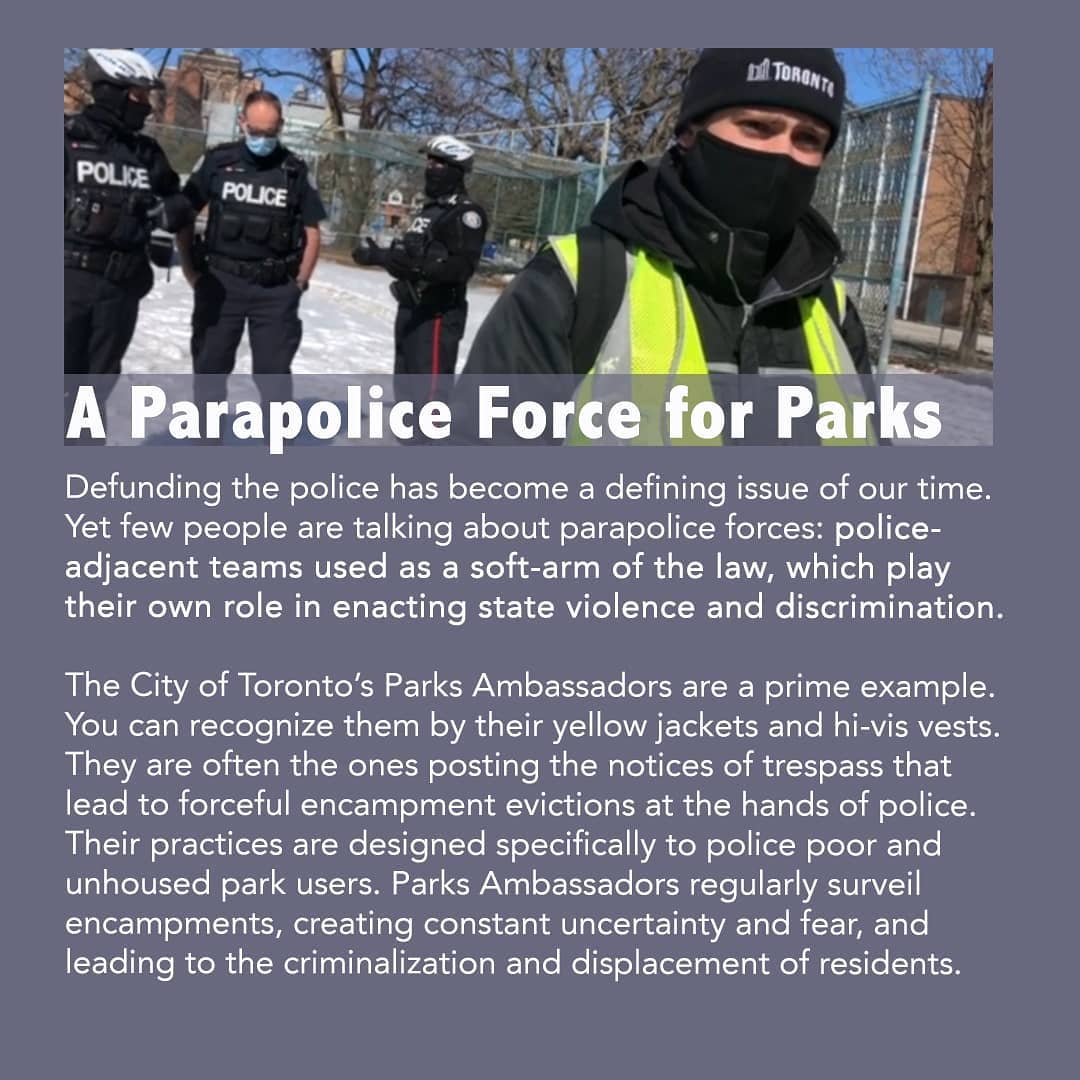 TORONTO
POLICE
POLICE
CE
A Parapolice Force for Parks
Defunding the police has become a defining issue of our time.
Yet few people are talking about parapolice forces: police-
adjacent teams used as a soft-arm of the law, which play
their own role in enacting state violence and discrimination.
The City of Toronto’s Parks Ambassadors are a prime example.
You can recognize them by their yellow jackets and hi-vis vests.
They are often the ones posting the notices of trespass that
lead to forceful encampment evictions at the hands of police.
Their practices are designed specifically to police poor and
unhoused park users. Parks Ambassadors regularly surveil
encampments, creating constant uncertainty and fear, and
leading to the criminalization and displacement of residents.